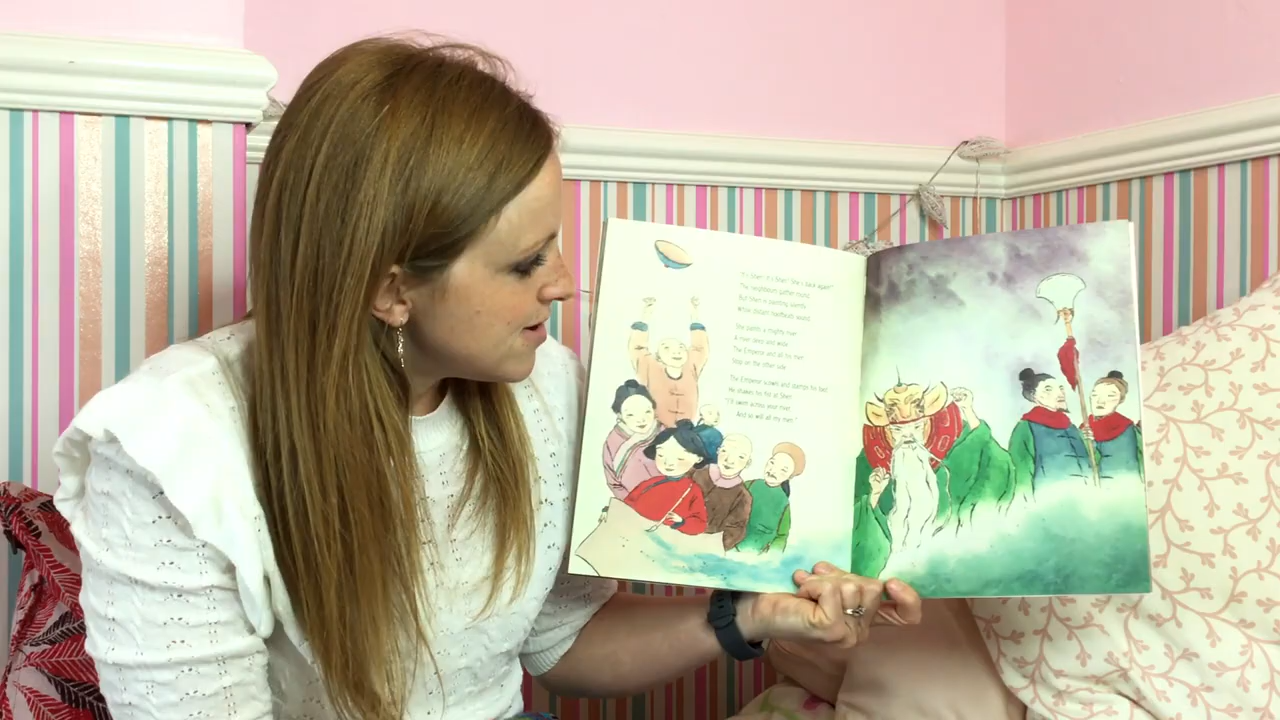 "It's Shen! It's Shen! She's back again!"
The neighbours gather round.
But Shen is painting silently
While distant hoofbeats sound.
She paints a mighty river
A river deep and wide.
The Emperor and all his men
Stop on the other side.
The Emperor scowls and stamps his feet.
He shakes his fist at Shen.
"I'll swim across your river
And so will all my men."